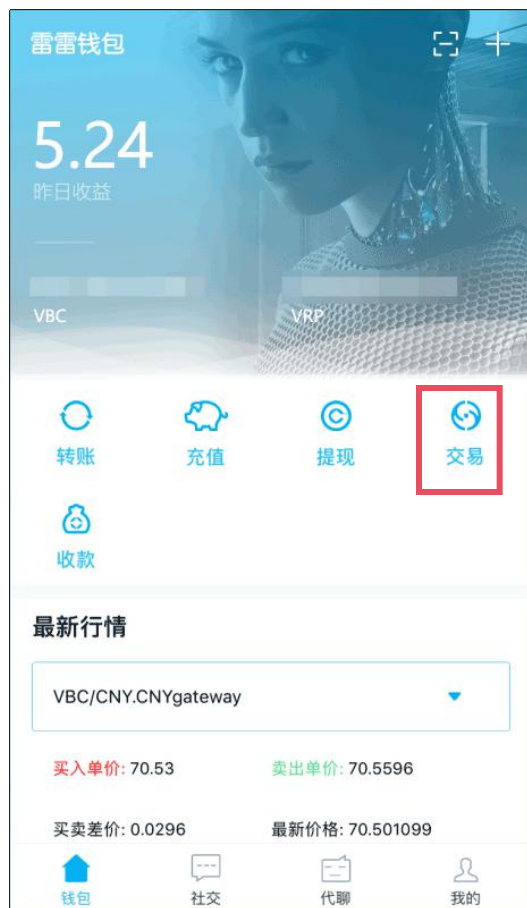 雷雷钱包
5.24
昨日收益
VBC VRP
转账 充值 提现 交易
收款
最新行情
VBC/CNY.CNYgateway
买入单价: 70.53 卖出单价: 70.5596
买卖差价: 0.0296 最新价格: 70.501099
钱包 社交 代聊 我的